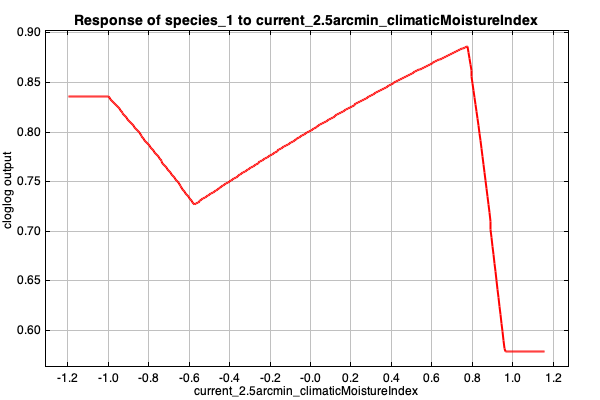 Response of species_1 to current_2.5arcmin_climaticMoistureIndex
0.90
0.85
0.80
0.75
0.70
0.65
0.60
cloglog output
-1.2 -1.0 -0.8 -0.6 -0.4 -0.2 -0.0 0.2 0.4 0.6 0.8 1.0 1.2
current_2.5arcmin_climaticMoistureIndex